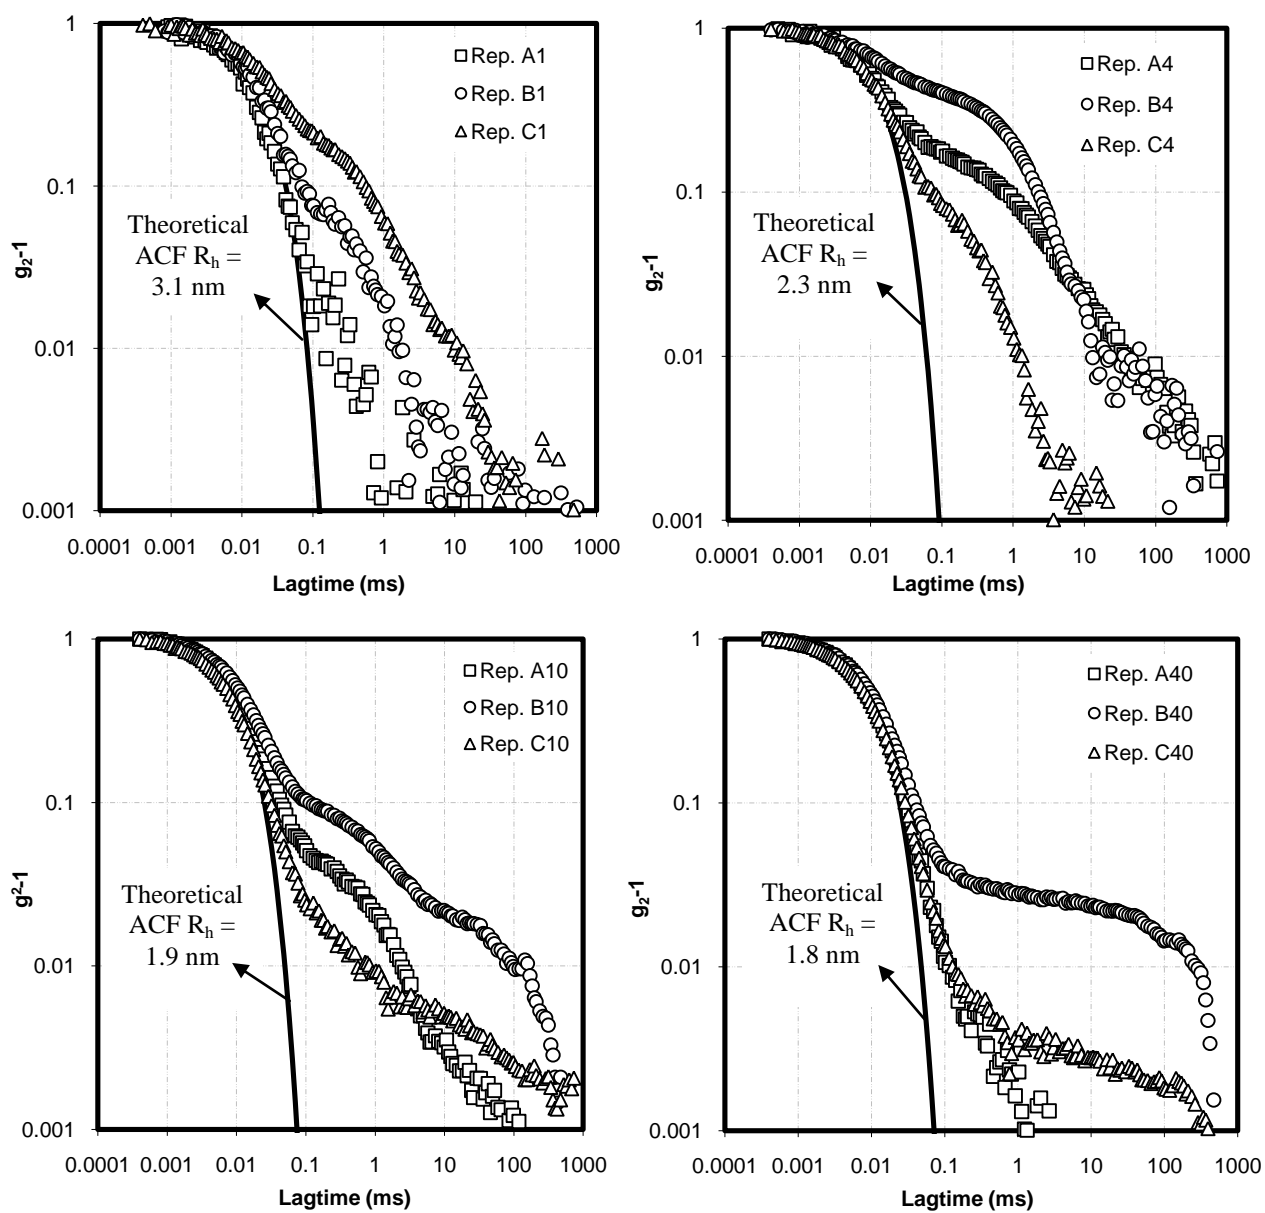 1
0.1
0.01
0.001
0.0001 0.001 0.01 0.1 1 10 100 1000
g₂-1
Lagtime (ms)
Rep. A1
Rep. B1
Rep. C1
Theoretical
ACF Rₕ =
3.1 nm
1
0.1
0.01
0.001
0.0001 0.001 0.01 0.1 1 10 100 1000
g₂-1
Lagtime (ms)
Rep. A4
Rep. B4
Rep. C4
Theoretical
ACF Rₕ =
2.3 nm
1
0.1
0.01
0.001
0.0001 0.001 0.01 0.1 1 10 100 1000
g²-1
Lagtime (ms)
Rep. A10
Rep. B10
Rep. C10
Theoretical
ACF Rₕ =
1.9 nm
1
0.1
0.01
0.001
0.0001 0.001 0.01 0.1 1 10 100 1000
g₂-1
Lagtime (ms)
Rep. A40
Rep. B40
Rep. C40
Theoretical
ACF Rₕ =
1.8 nm